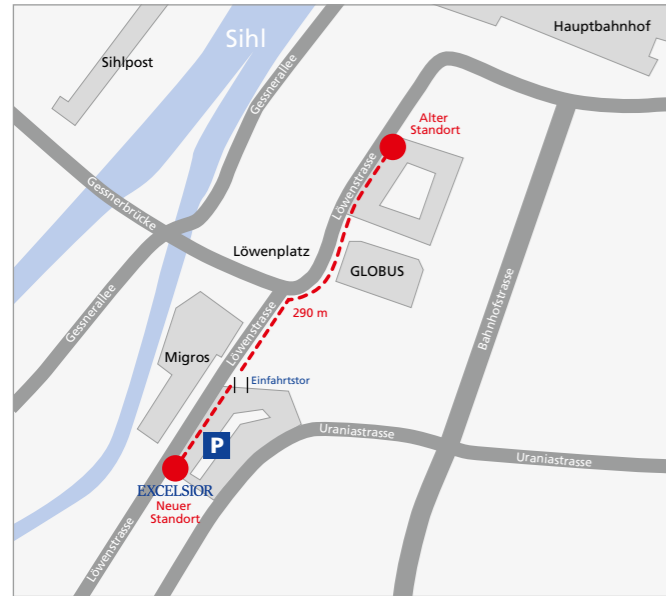 Hauptbahnhof
Sihl
Sihlpost
Gessnerallee
Alter
Standort
Löwenstrasse
Gessnerbrücke
Löwenplatz
GLOBUS
Bahnhofstrasse
Gessnerallee
290 m
Löwenstrasse
Migros
Einfahrtstor
Uraniastrasse
P
Uraniastrasse
EXCELSIOR
Neuer
Standort
Löwenstrasse